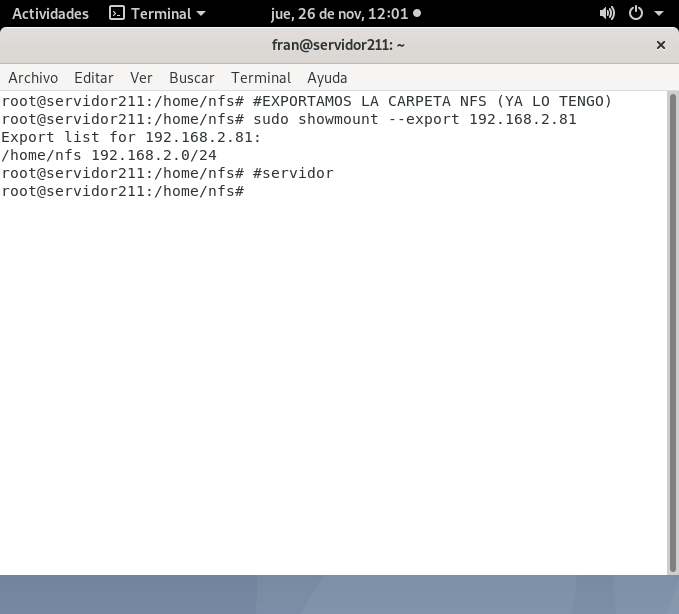 Actividades Terminal jue, 26 de nov, 12:01
fran@servidor211: ~
Archivo Editar Ver Buscar Terminal Ayuda
root@servidor211:/home/nfs# #EXPORTAMOS LA CARPETA NFS (YA LO TENGO)
root@servidor211:/home/nfs# sudo showmount --export 192.168.2.81
Export list for 192.168.2.81:
/home/nfs 192.168.2.0/24
root@servidor211:/home/nfs# #servidor
root@servidor211:/home/nfs#